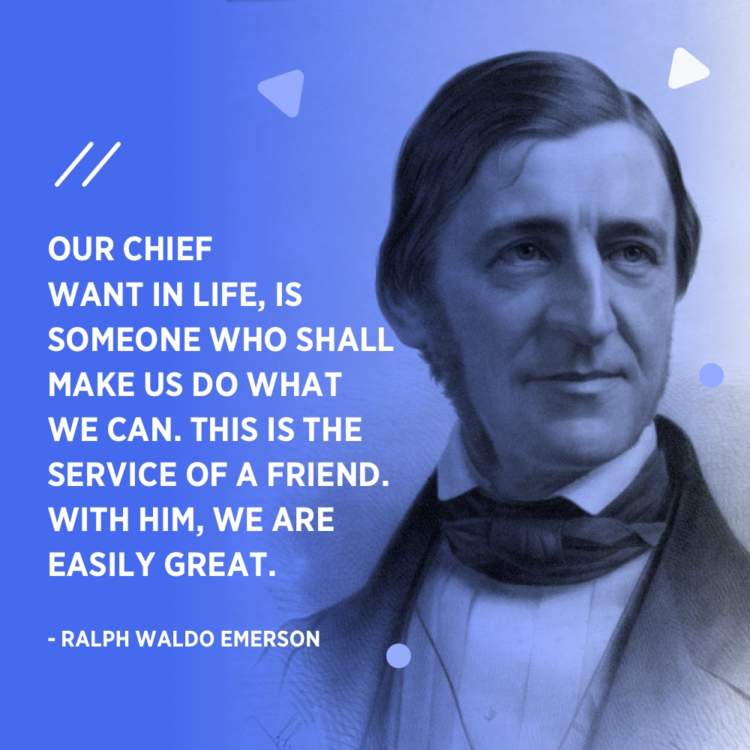 OUR CHIEF
WANT IN LIFE, IS
SOMEONE WHO SHALL
MAKE US DO WHAT
WE CAN. THIS IS THE
SERVICE OF A FRIEND.
WITH HIM, WE ARE
EASILY GREAT.
- RALPH WALDO EMERSON